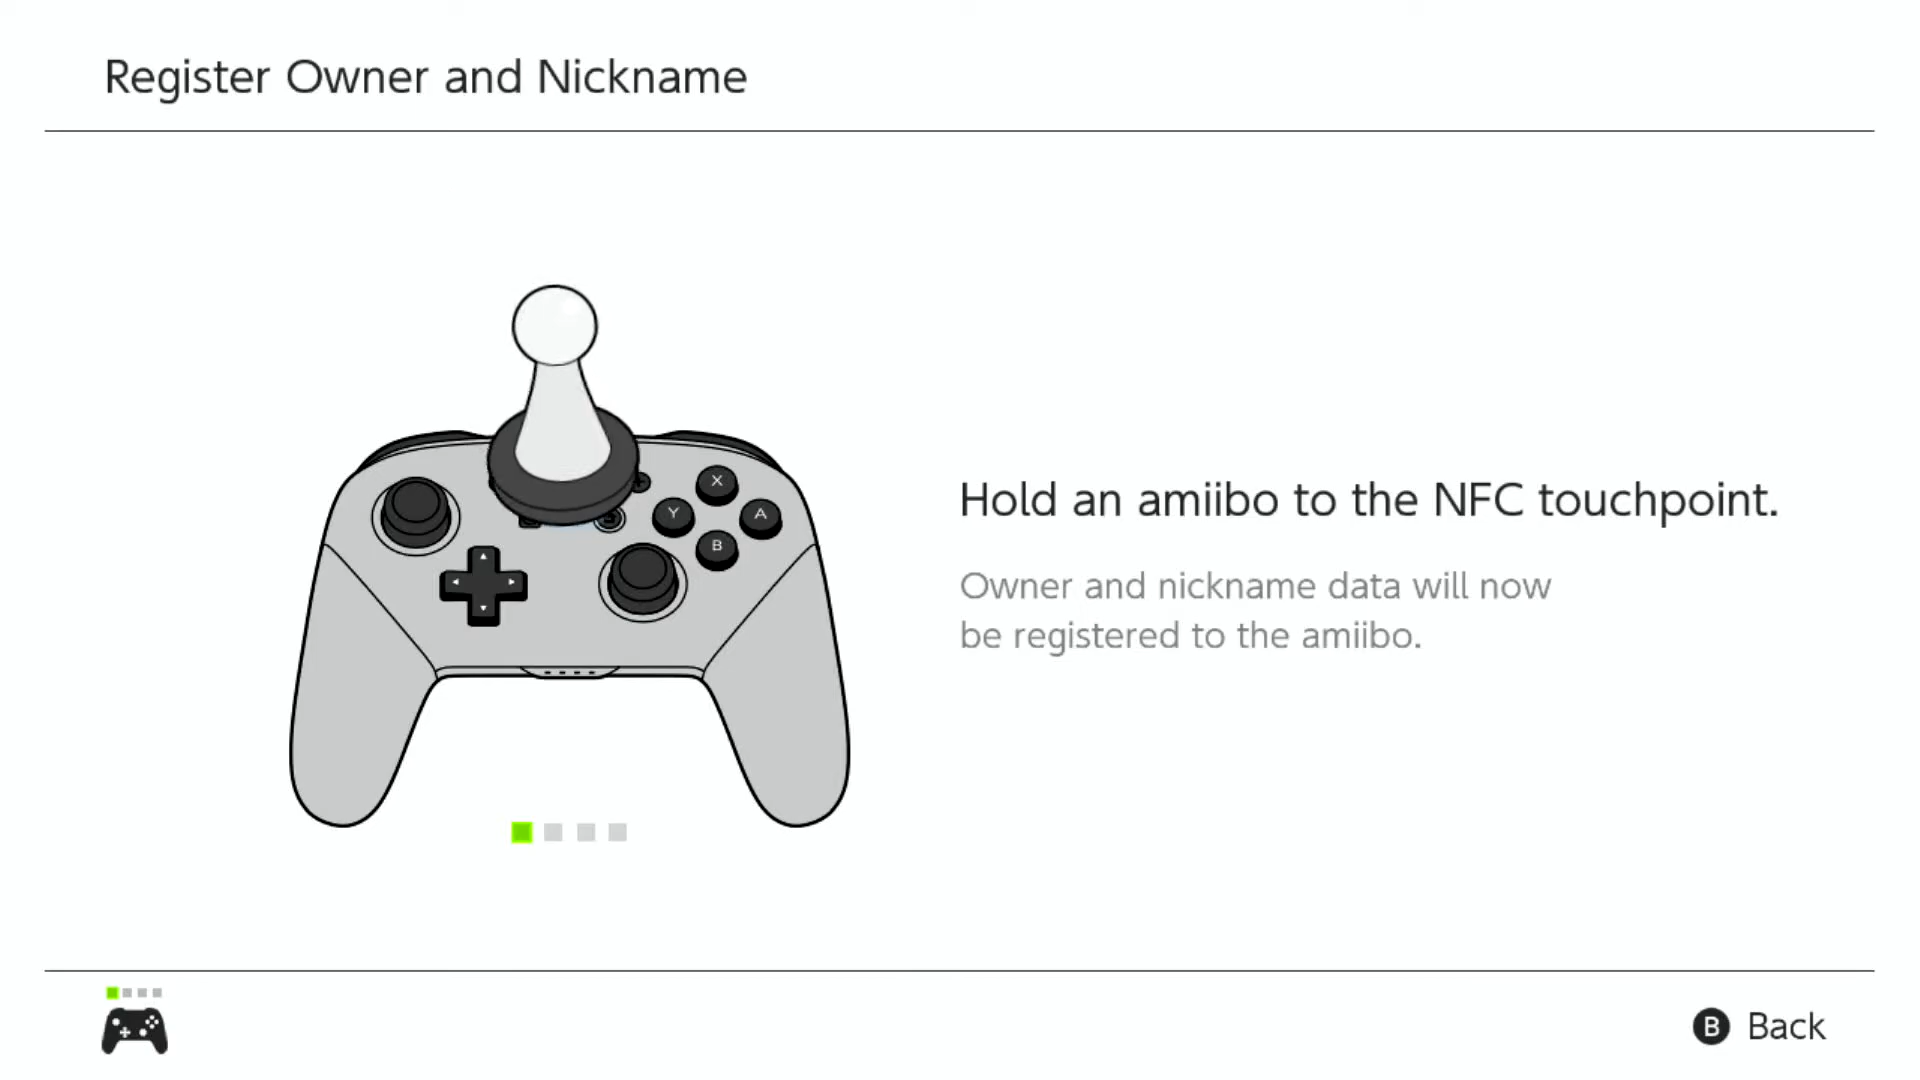 Register Owner and Nickname
X
Y
A
B
Hold an amiibo to the NFC touchpoint.
Owner and nickname data will now
be registered to the amiibo.
B Back